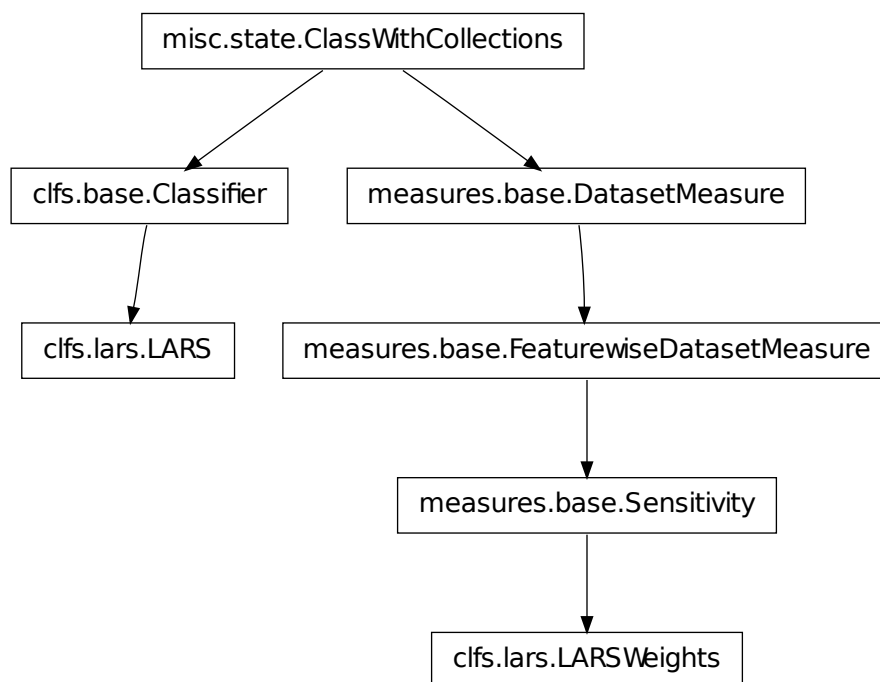 misc.state.ClassWithCollections
clfs.base.Classifier
measures.base.DatasetMeasure
clfs.lars.LARS
measures.base.FeaturewiseDatasetMeasure
measures.base.Sensitivity
clfs.lars.LARSWeights